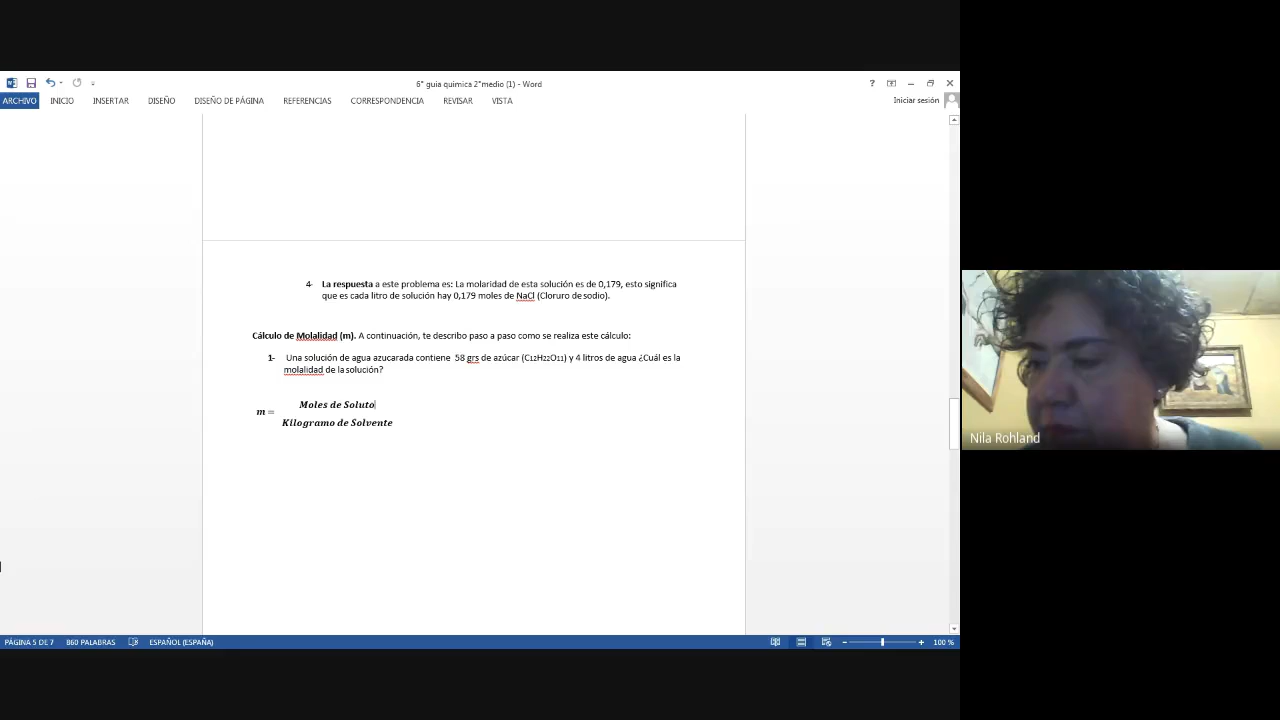 6° guia quimica 2°medio (1) - Word
ARCHIVO INICIO INSERTAR DISEÑO DISEÑO DE PÁGINA REFERENCIAS CORRESPONDENCIA REVISAR VISTA Iniciar sesión
4- La respuesta a este problema es: La molaridad de esta solución es de 0,179, esto significa
que es cada litro de solución hay 0,179 moles de NaCl (Cloruro de sodio).
Cálculo de Molalidad (m). A continuación, te describo paso a paso como se realiza este cálculo:
1- Una solución de agua azucarada contiene 58 grs de azúcar (C12H22O11) y 4 litros de agua ¿Cuál es la
molalidad de la solución?
Moles de Soluto
m =
Kilogramo de Solvente
Nila Rohland
PÁGINA 5 DE 7 860 PALABRAS ESPAÑOL (ESPAÑA) 100 %